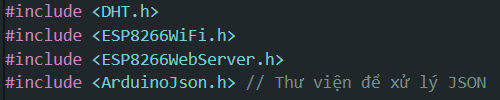 #include <DHT.h>
#include <ESP8266WiFi.h>
#include <ESP8266WebServer.h>
#include <ArduinoJson.h> // Thư viện để xử lý JSON